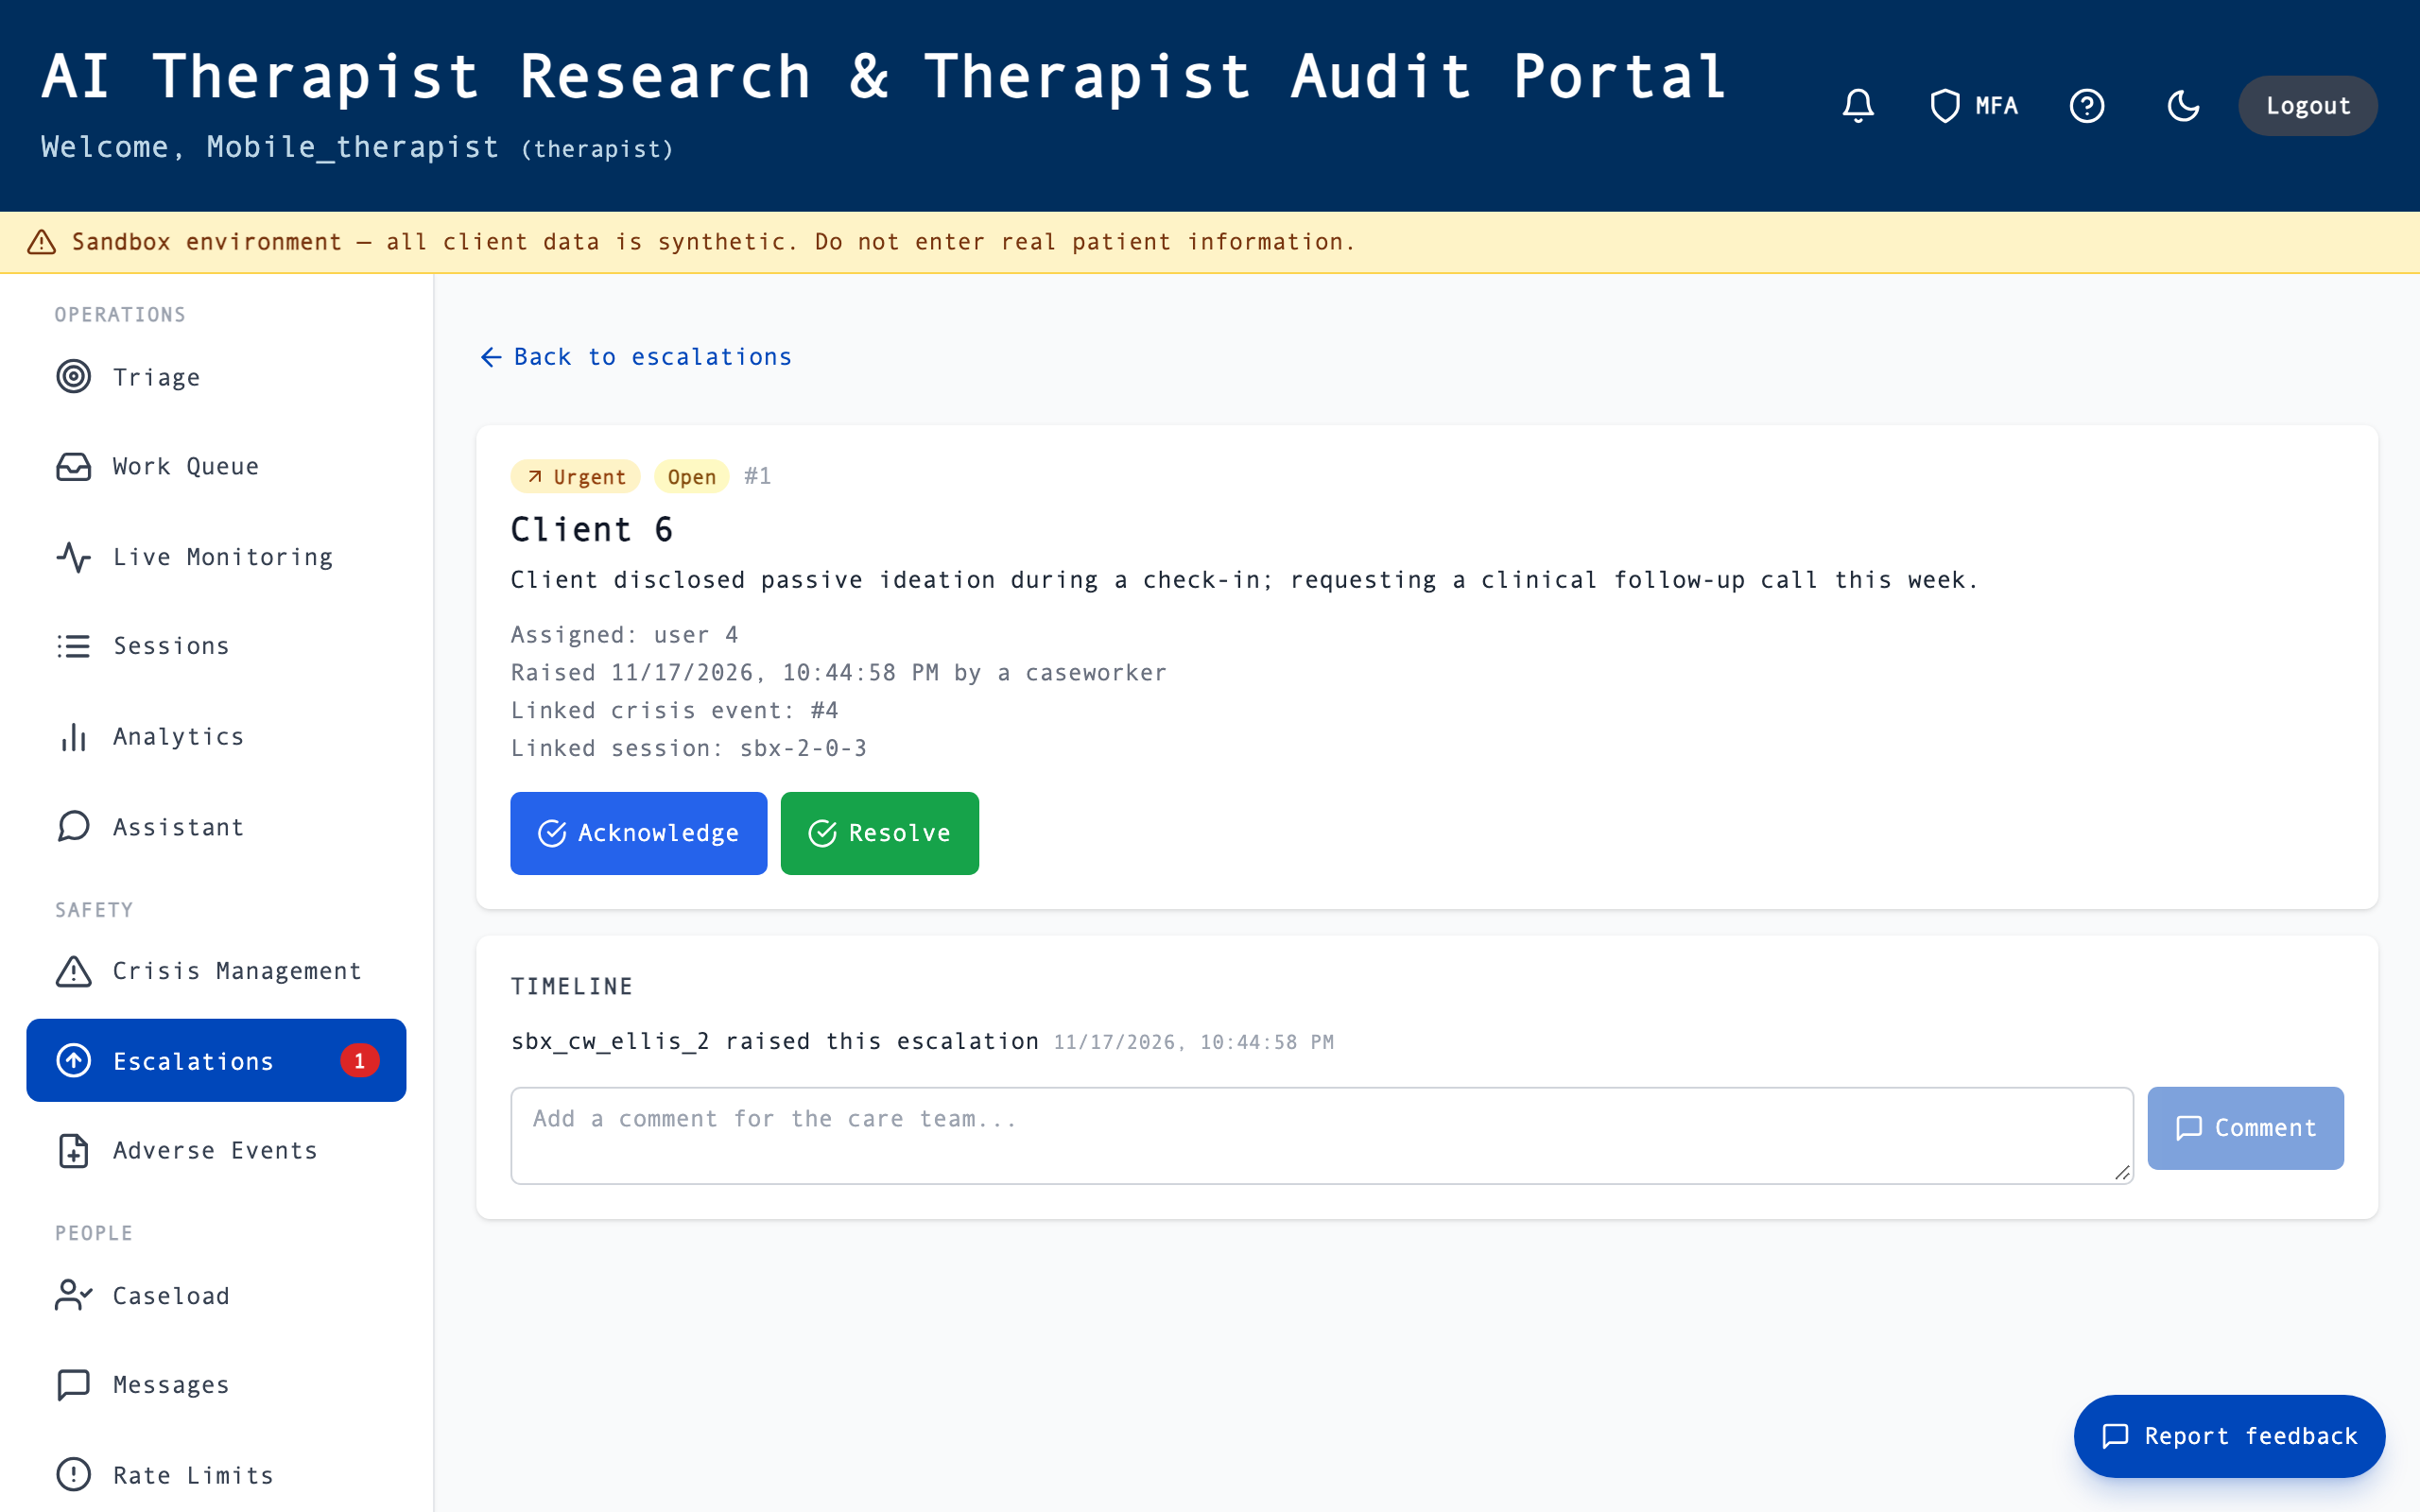 AI Therapist Research & Therapist Audit Portal
Welcome, Mobile_therapist (therapist)
MFA
Logout
Sandbox environment — all client data is synthetic. Do not enter real patient information.
OPERATIONS
Triage
Work Queue
Live Monitoring
Sessions
Analytics
Assistant
SAFETY
Crisis Management
Escalations 1
Adverse Events
PEOPLE
Caseload
Messages
Rate Limits
Back to escalations
Urgent Open #1
Client 6
Client disclosed passive ideation during a check-in; requesting a clinical follow-up call this week.
Assigned: user 4
Raised 11/17/2026, 10:44:58 PM by a caseworker
Linked crisis event: #4
Linked session: sbx-2-0-3
Acknowledge Resolve
TIMELINE
sbx_cw_ellis_2 raised this escalation 11/17/2026, 10:44:58 PM
Add a comment for the care team...
Comment
Report feedback